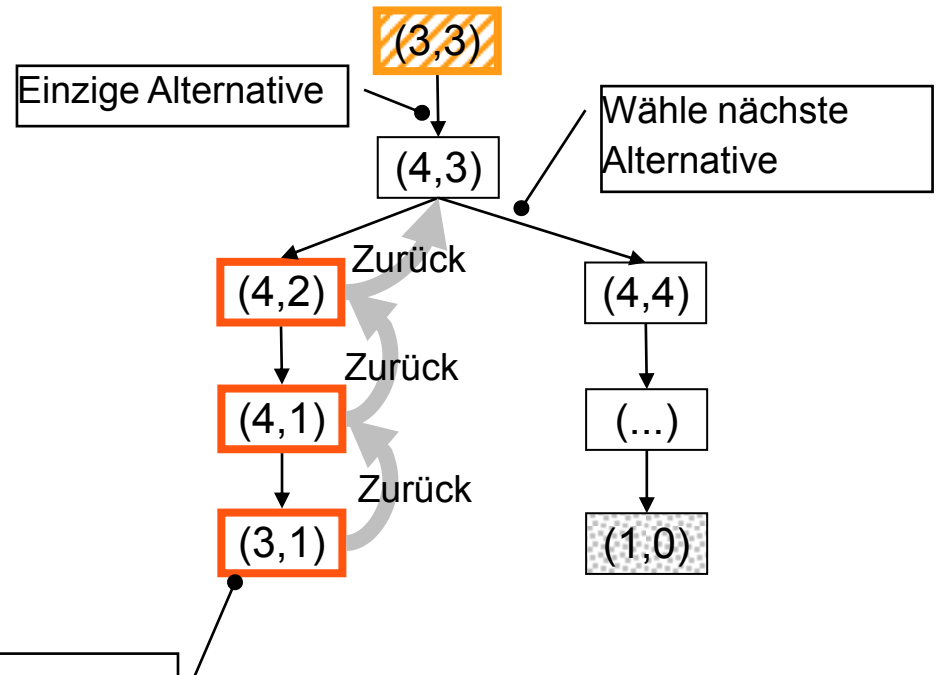 (3,3)
Einzige Alternative
Wähle nächste
Alternative
(4,3)
Zurück
(4,2)
(4,4)
Zurück
(4,1)
(...)
Zurück
(3,1)
(1,0)